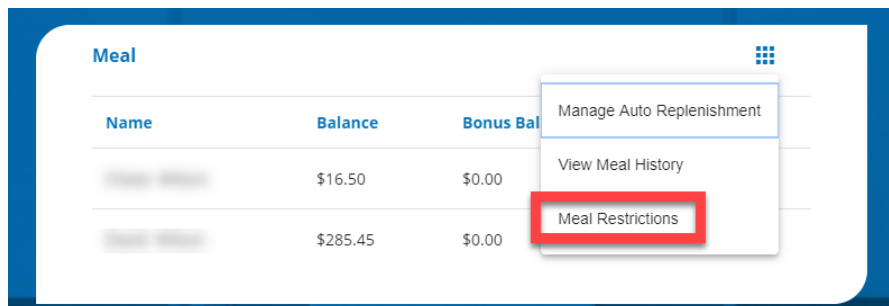 Meal
Manage Auto Replenishment
Name Balance Bonus Bal
View Meal History
$16.50 $0.00
Meal Restrictions
$285.45 $0.00